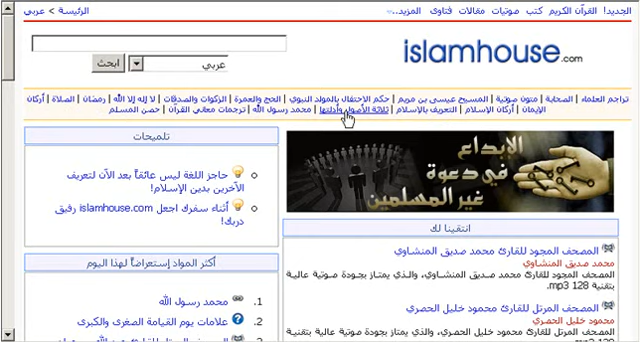 الجديد! القرآن الكريم كتب صوتيات مقالات فتاوى المزيد...
الرئيسة > عربي
islamhouse.com
عربي
ابحث
تراجم العلماء | الصحابة | متون صوتية | المسيح عيسى بن مريم | حكم الاحتفال بالمولد النبوي | الحج والعمرة | الزكوات والصدقات | لا إله إلا الله | رمضان | الصلاة | أركان
الإيمان | أركان الإسلام | التعريف بالإسلام | ثلاثة الأصول وأدلتها | محمد رسول الله | ترجمات معاني القرآن | حصن المسلم
الإبداع
في دعوة
غير المسلمين
انتقينا لك
المصحف المجود للقارئ محمد صديق المنشاوي
محمد صديق المنشاوي
المصحف المجود للقارئ محمد صديق المنشاوي، والذي يمتاز بجودة صوتية عالية
بتقنية mp3 128.
المصحف المرتل للقارئ محمود خليل الحصري
محمود خليل الحصري
المصحف المرتل للقارئ محمود خليل الحصري، والذي يمتاز بجودة صوتية عالية بتقنية
تلميحات
حاجز اللغة ليس عائقاً بعد الآن لتعريف
الآخرين بدين الإسلام!
أثناء سفرك اجعل islamhouse.com رفيق
دربك!
أكثر المواد إستعراضاً لهذا اليوم
1. محمد رسول الله
2. علامات يوم القيامة الصغرى والكبرى
3.